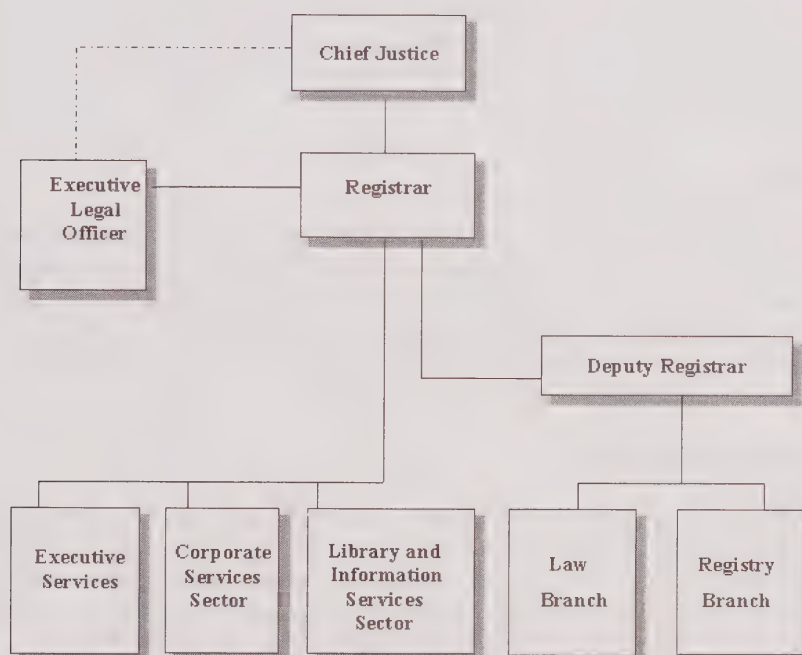 Chief Justice
Executive
Legal
Officer
Registrar
Deputy Registrar
Executive
Services
Corporate
Services
Sector
Library and
Information
Services
Sector
Law
Branch
Registry
Branch